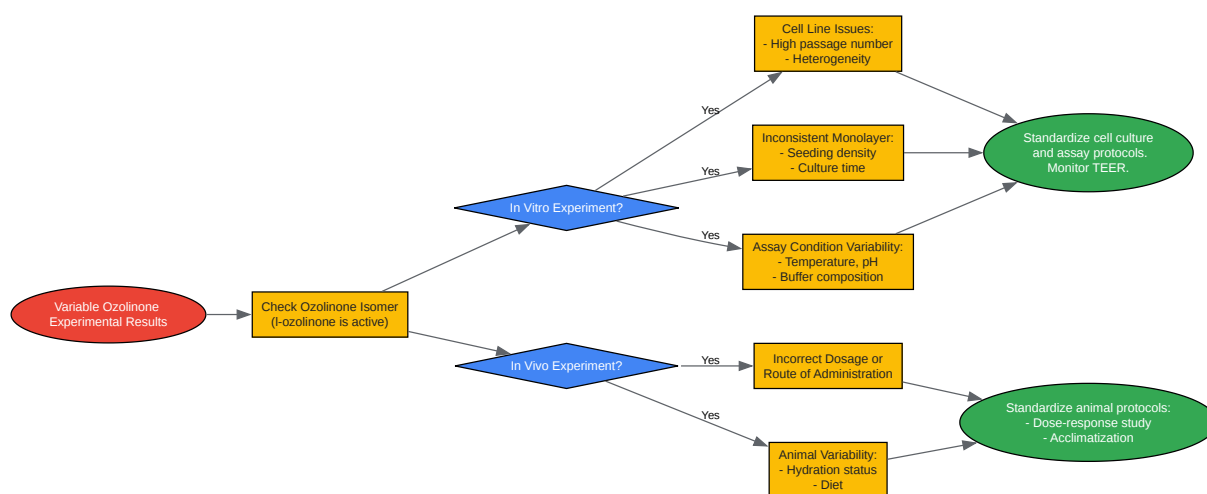 Variable Ozolinone
Experimental Results
Check Ozolinone Isomer
(l-ozolinone is active)
In Vitro Experiment?
Yes
Cell Line Issues:
- High passage number
- Heterogeneity
Yes
Inconsistent Monolayer:
- Seeding density
- Culture time
Yes
Assay Condition Variability:
- Temperature, pH
- Buffer composition
Standardize cell culture
and assay protocols.
Monitor TEER.
In Vivo Experiment?
Yes
Incorrect Dosage or
Route of Administration
Yes
Animal Variability:
- Hydration status
- Diet
Standardize animal protocols:
- Dose-response study
- Acclimatization